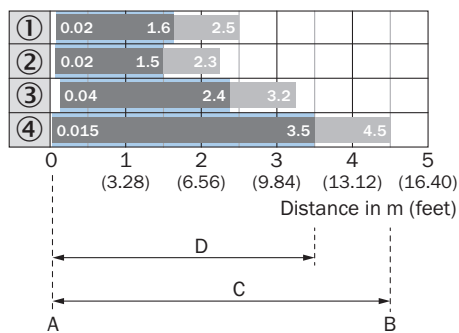 ① 0.02 1.6 2.5
② 0.02 1.5 2.3
③ 0.04 2.4 3.2
④ 0.015 3.5 4.5
0 1 2 3 4 5
(3.28) (6.56) (9.84) (13.12) (16.40)
Distance in m (feet)
D
C
A B